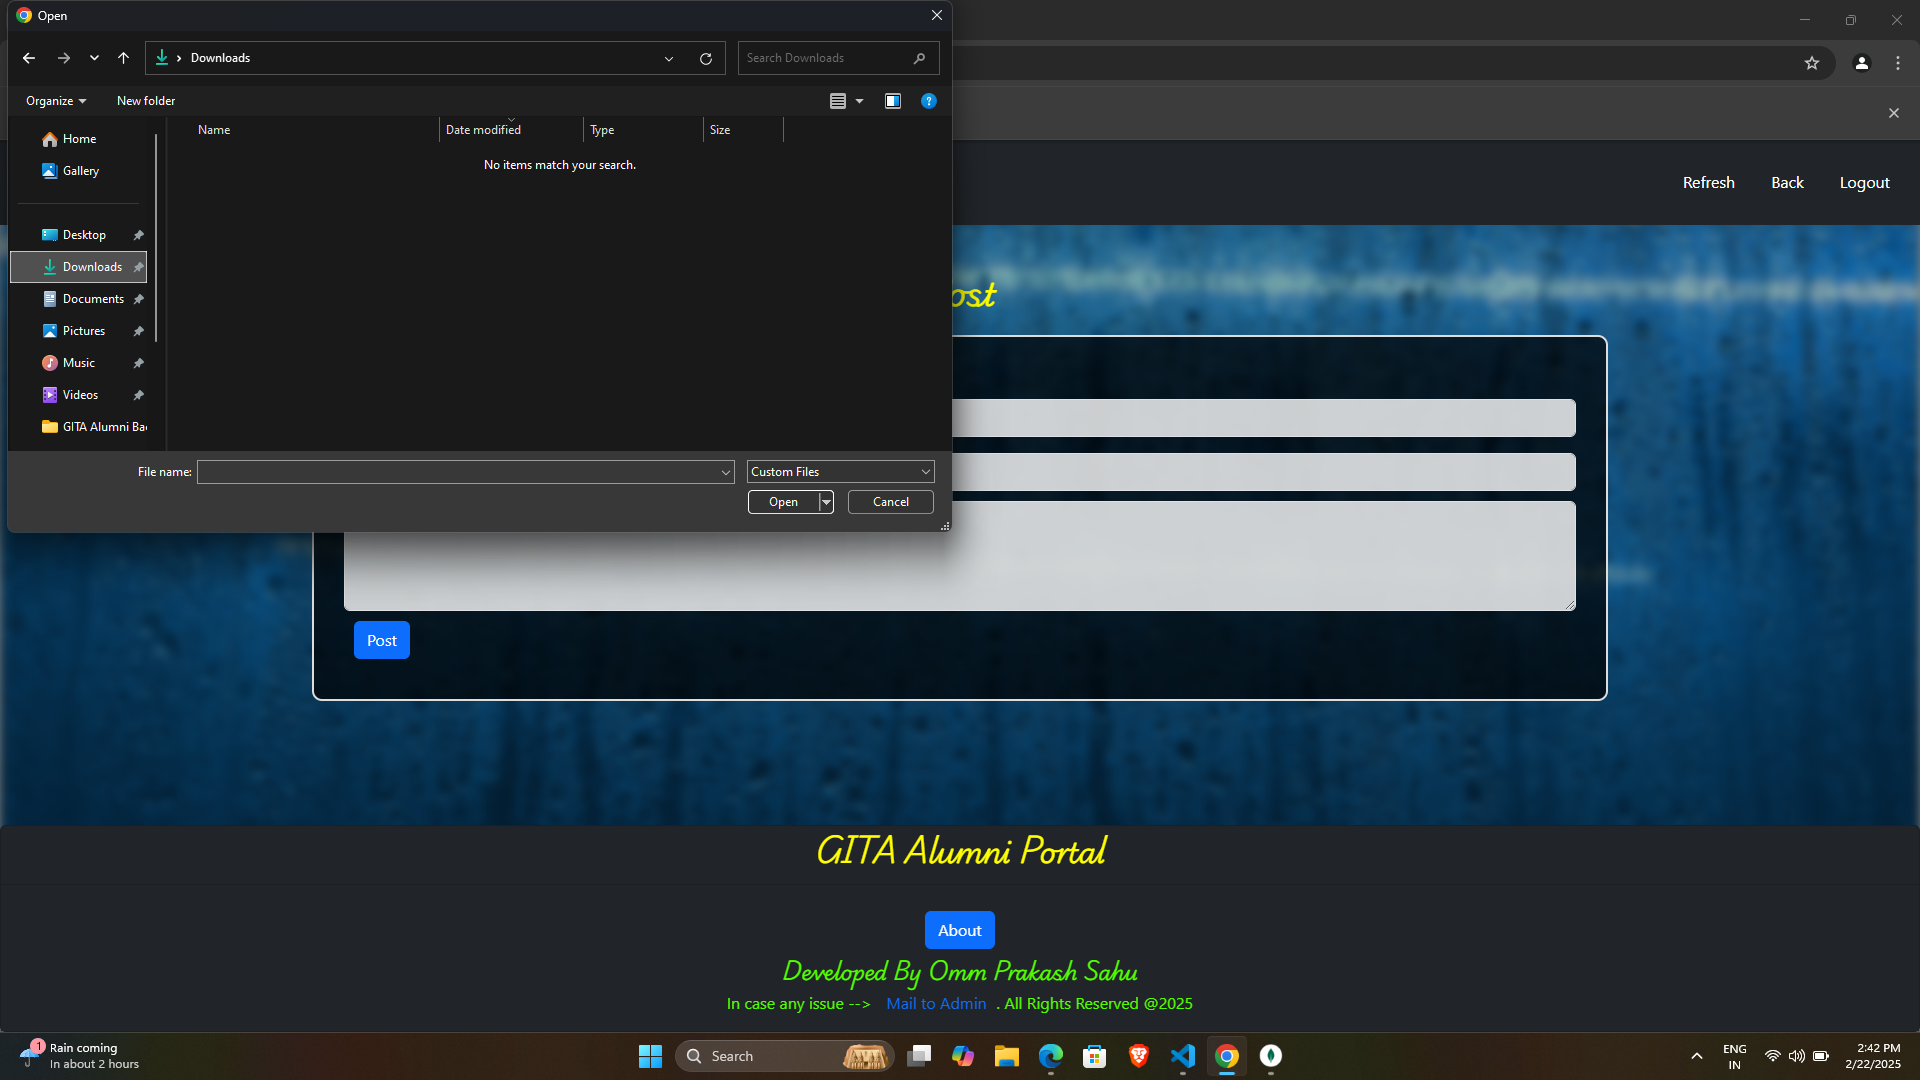 Open
Downloads
Search Downloads
Organize
New folder
Name
Date modified
Type
Size
No items match your search.
Home
Gallery
Desktop
Downloads
Documents
Pictures
Music
Videos
GITA Alumni Bac
File name:
Custom Files
Open
Cancel
Refresh
Back
Logout
ost
Post
GITA Alumni Portal
About
Developed By Omm Prakash Sahu
In case any issue --> Mail to Admin . All Rights Reserved @2025
1
Rain coming
In about 2 hours
Search
ENG
IN
2:42 PM
2/22/2025